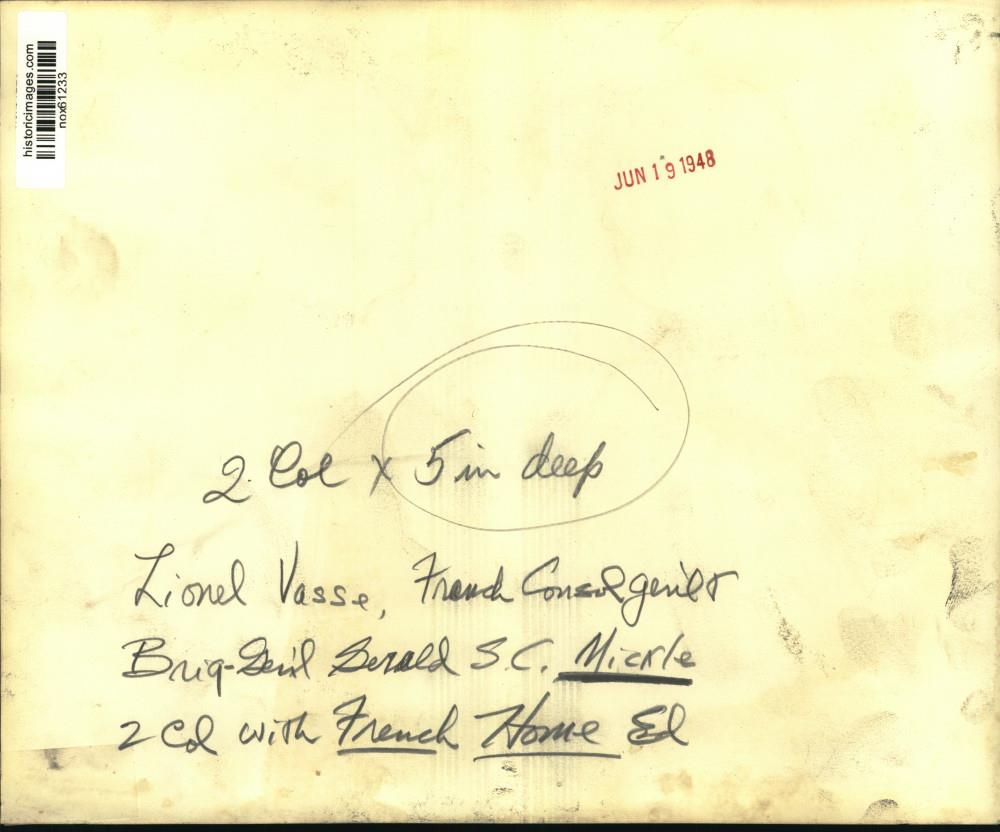 historicimages.com
nox61233
JUN 19 1948
2 Col x 5 in deep
Lionel Vasse, French Consul genl &
Brig-Genl Gerald S.C. Mickle
2 Col with French Home Ed